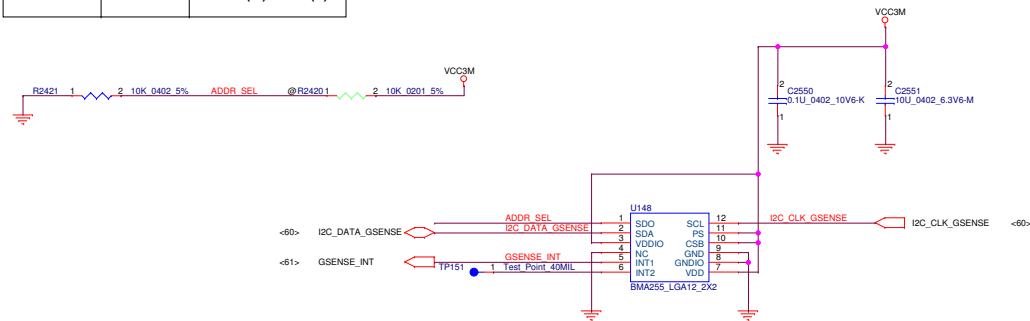 VCC3M
VCC3M
R2421 1 2 10K_0402_5% ADDR_SEL @R2420 1 2 10K_0201_5%
2
C2550
0.1U_0402_10V6-K
1
2
C2551
10U_0402_6.3V6-M
1
U148
ADDR_SEL 1 SDO SCL 12 I2C_CLK_GSENSE I2C_CLK_GSENSE <60>
<60> I2C_DATA_GSENSE I2C_DATA_GSENSE 2 SDA PS 11
3 VDDIO CSB 10
4 NC GND 9
<61> GSENSE_INT GSENSE_INT 5 INT1 GNDIO 8
TP151 1 Test_Point_40MIL 6 INT2 VDD 7
BMA255_LGA12_2X2